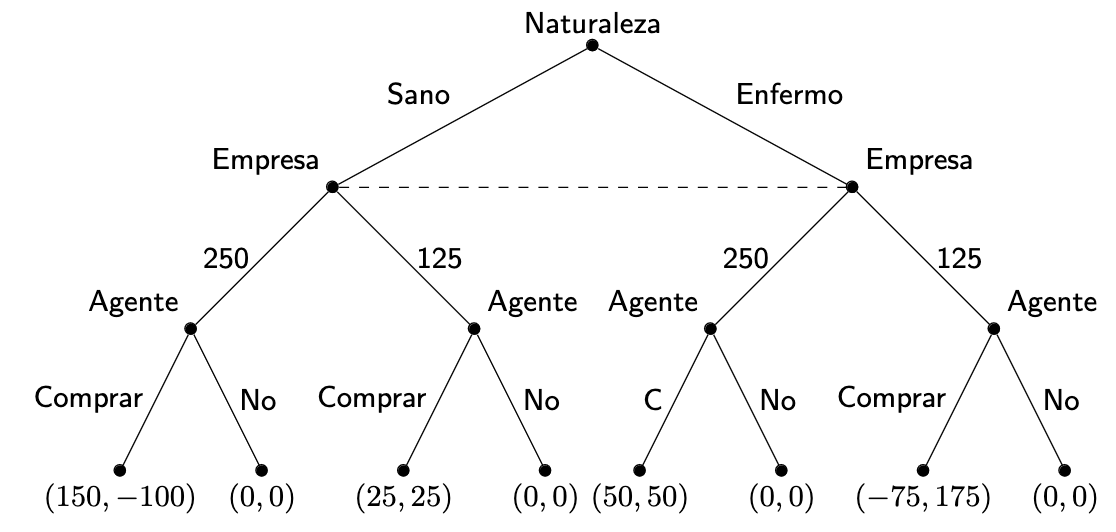 Naturaleza
Sano Enfermo
Empresa Empresa
250 125 250 125
Agente Agente Agente Agente
Comprar No Comprar No C No Comprar No
(150, −100) (0, 0) (25, 25) (0, 0) (50, 50) (0, 0) (−75, 175) (0, 0)